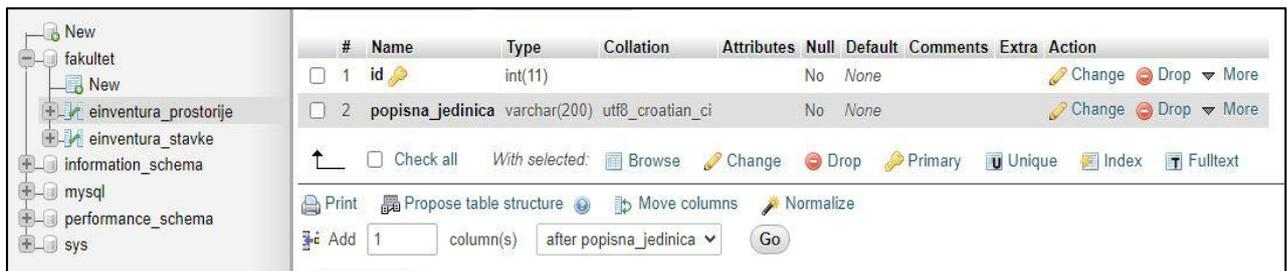 New
fakultet
New
einventura_prostorije
einventura_stavke
information_schema
mysql
performance_schema
sys
# Name Type Collation Attributes Null Default Comments Extra Action
1 id int(11) No None Change Drop More
2 popisna_jedinica varchar(200) utf8_croatian_ci No None Change Drop More
Check all With selected: Browse Change Drop Primary Unique Index Fulltext
Print Propose table structure Move columns Normalize
Add 1 column(s) after popisna_jedinica Go